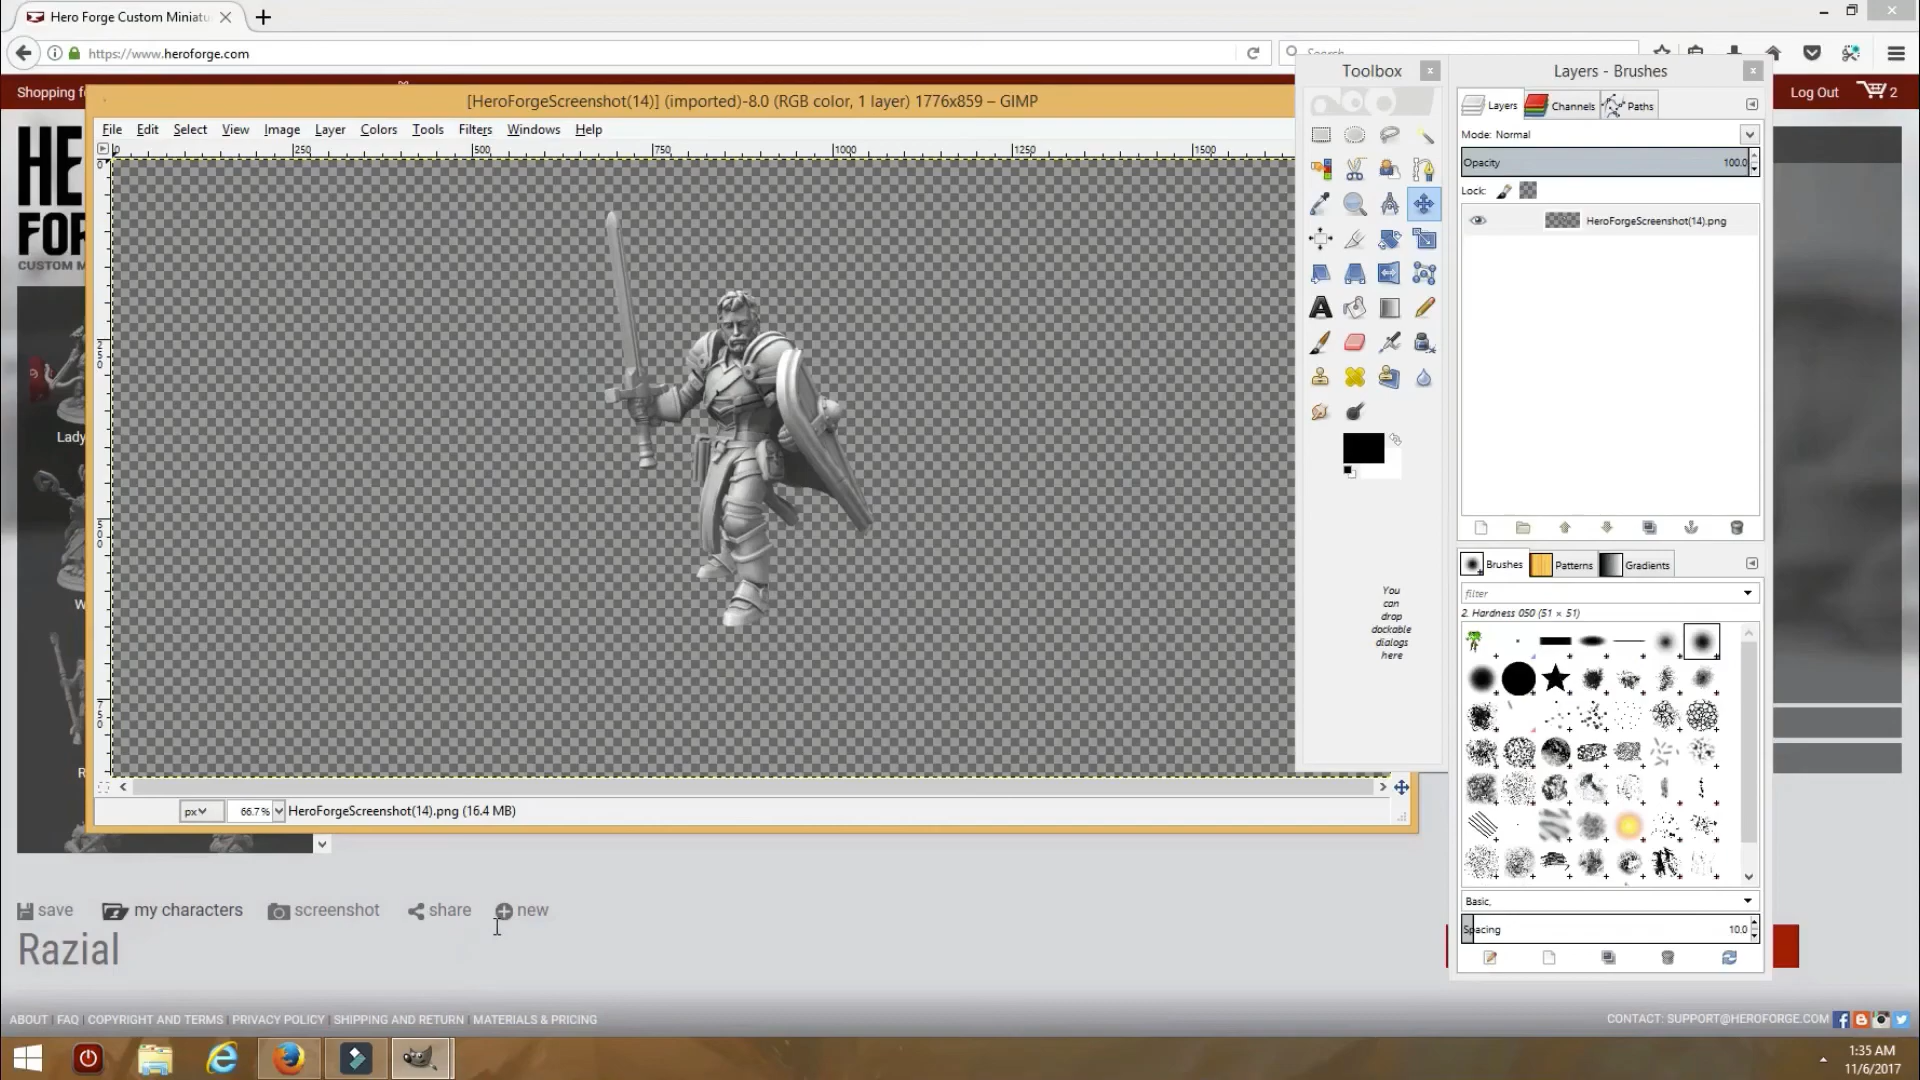 Hero Forge Custom Miniatu
https://www.heroforge.com
Search
Shopping f
Log Out
2
HE
FOR
CUSTOM M
Lady
W
R
[HeroForgeScreenshot(14)] (imported)-8.0 (RGB color, 1 layer) 1776x859 – GIMP
File Edit Select View Image Layer Colors Tools Filters Windows Help
0 250 500 750 1000 1250 1500
0
250
500
750
px
66.7%
HeroForgeScreenshot(14).png (16.4 MB)
Toolbox
You
can
drop
dockable
dialogs
here
Layers - Brushes
Layers Channels Paths
Mode: Normal
Opacity 100.0
Lock:
HeroForgeScreenshot(14).png
Brushes Patterns Gradients
filter
2. Hardness 050 (51 × 51)
Basic,
Spacing 10.0
save my characters screenshot share new
Razial
ABOUT | FAQ | COPYRIGHT AND TERMS | PRIVACY POLICY | SHIPPING AND RETURN | MATERIALS & PRICING
CONTACT: SUPPORT@HEROFORGE.COM
1:35 AM
11/6/2017